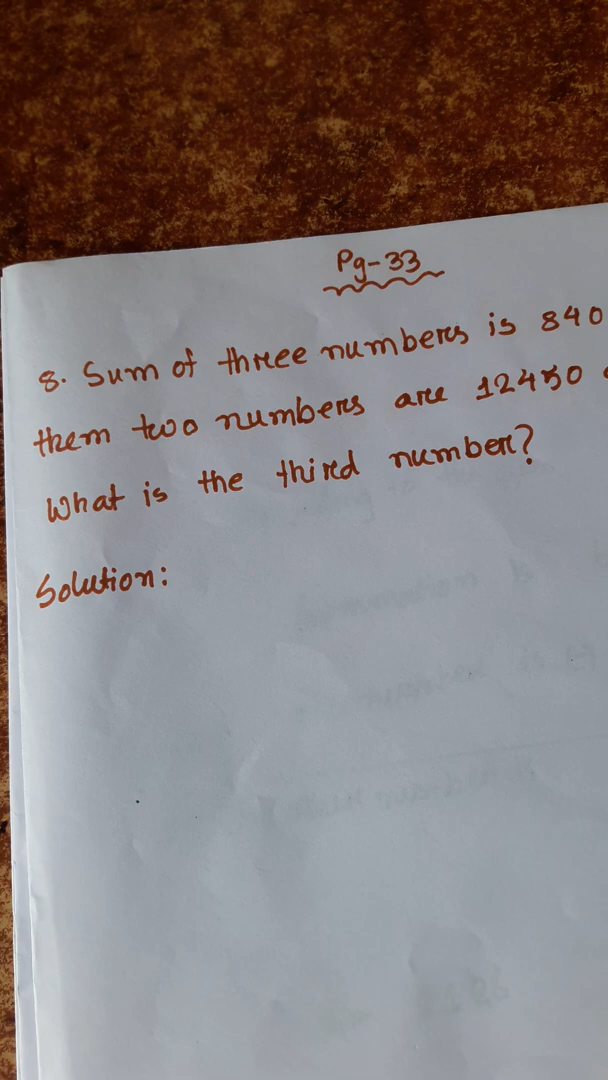 Pg-33
8. Sum of three numbers is 840
them two numbers are 12450
What is the third number?
Solution: